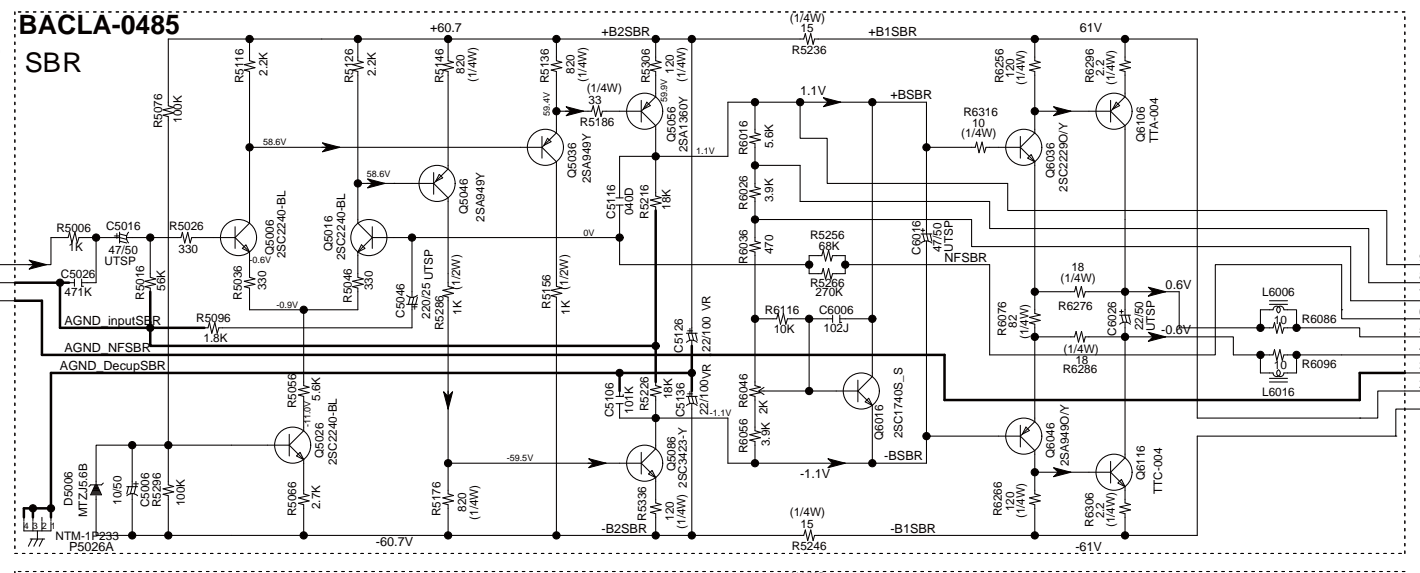 BACLA-0485
SBR
+60.7
+B2SBR
(1/4W)
15
R5236
+B1SBR
61V
R5116
2.2K
R5126
2.2K
R5146
820
(1/4W)
R5136
820
(1/4W)
R5306
120
(1/4W)
R6256
120
(1/4W)
R6296
2.2
(1/4W)
R5076
100K
59.4V
(1/4W)
33
R5186
59.9V
Q5056
2SA1360Y
1.1V
+BSBR
R6316
10
(1/4W)
Q6106
TTA-004
58.6V
58.6V
Q5036
2SA949Y
1.1V
R6016
5.6K
Q6036
2SC2229O/Y
Q5046
2SA949Y
C5116
040D
R5216
18K
R6026
3.9K
R5006
1K
C5016
47/50
UTSP
R5026
330
Q5006
2SC2240-BL
Q5016
2SC2240-BL
0V
R6036
470
R5256
68K
R5266
270K
C6016
47/50
UTSP
NFSBR
C5026
471K
R5016
56K
-0.6V
R5036
330
R5046
330
C5046
220/25 UTSP
R5286
1K (1/2W)
R5156
1K (1/2W)
18
(1/4W)
R6276
0.6V
L6006
10
R6086
-0.9V
AGND_inputSBR
R5096
1.8K
C5126
22/100 VR
R6116
10K
C6006
102J
R6076
82
(1/4W)
C6026
22/50
UTSP
-0.6V
AGND_NFSBR
(1/4W)
18
R6286
10
R6096
L6016
AGND_DecupSBR
R5056
5.6K
C5106
101K
R5226
18K
C5136
22/100VR
R6046
2K
Q6016
2SC1740S_S
-11.0V
-1.1V
R6056
3.9K
Q5026
2SC2240-BL
-59.5V
Q5086
2SC3423-Y
-1.1V
-BSBR
Q6046
2SA949O/Y
Q6116
TTC-004
D5006
MTZJ5.6B
10/50
C5006
R5296
100K
R5066
2.7K
R5176
820
(1/4W)
R5336
120
(1/4W)
R6266
120
(1/4W)
R6306
2.2
(1/4W)
4 3 2 1
NTM-1P233
P5026A
-60.7V
-B2SBR
(1/4W)
15
R5246
-B1SBR
-61V